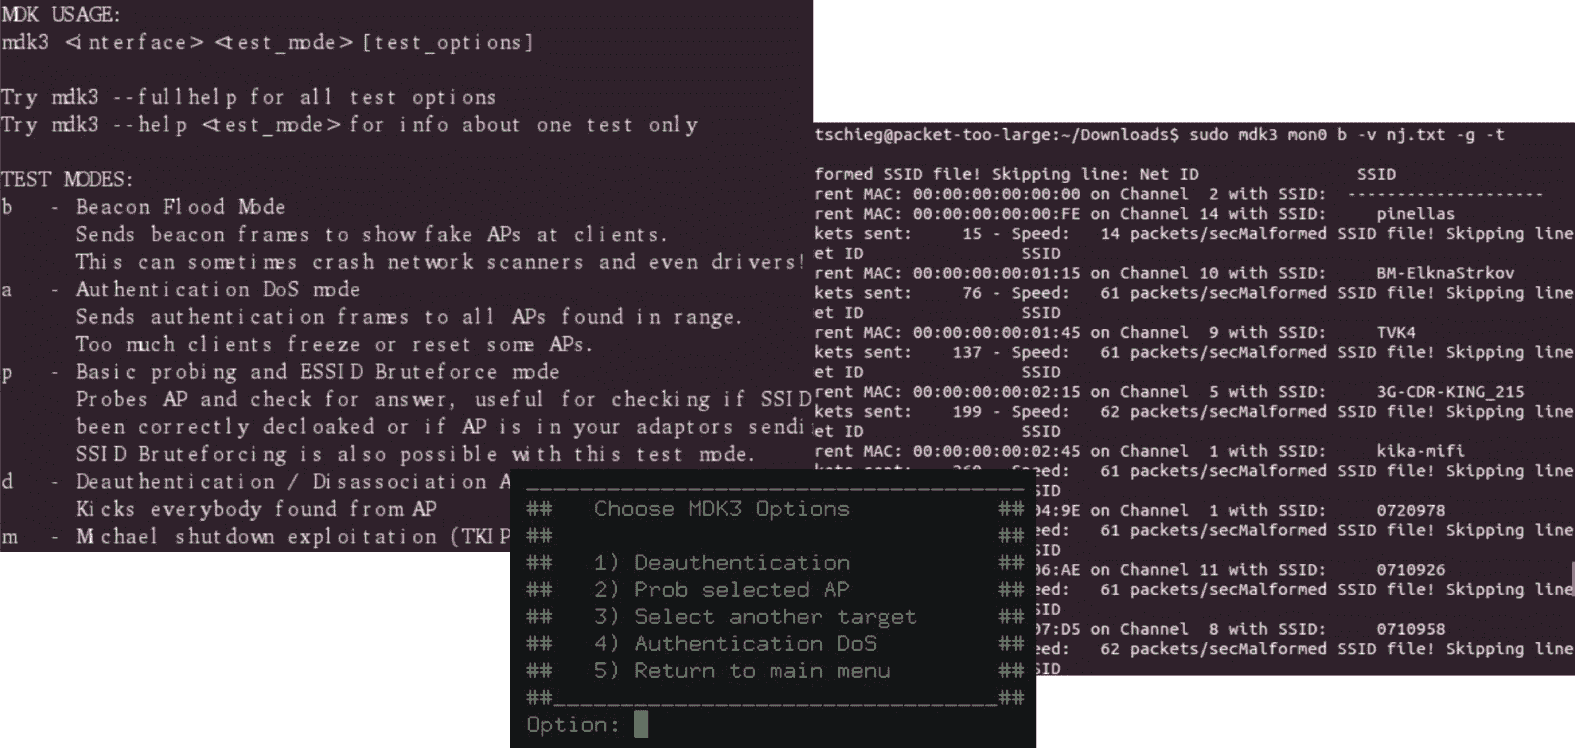 MDK USAGE:
mdk3 <interface> <test_mode> [test_options]
Try mdk3 --fullhelp for all test options
Try mdk3 --help <test_mode> for info about one test only
TEST MODES:
b - Beacon Flood Mode
Sends beacon frames to show fake APs at clients.
This can sometimes crash network scanners and even drivers!
a - Authentication DoS mode
Sends authentication frames to all APs found in range.
Too much clients freeze or reset some APs.
p - Basic probing and ESSID Bruteforce mode
Probes AP and check for answer, useful for checking if SSID
been correctly decloaked or if AP is in your adaptors sendi
SSID Bruteforcing is also possible with this test mode.
d - Deauthentication / Disassociation A
Kicks everybody found from AP
m - Michael shutdown exploitation (TKIP
tschieg@packet-too-large:~/Downloads$ sudo mdk3 mon0 b -v nj.txt -g -t
formed SSID file! Skipping line: Net ID SSID
rent MAC: 00:00:00:00:00:00 on Channel 2 with SSID: --------------------
rent MAC: 00:00:00:00:00:FE on Channel 14 with SSID: pinellas
kets sent: 15 - Speed: 14 packets/secMalformed SSID file! Skipping line
et ID SSID
rent MAC: 00:00:00:00:01:15 on Channel 10 with SSID: BM-ElknaStrkov
kets sent: 76 - Speed: 61 packets/secMalformed SSID file! Skipping line
et ID SSID
rent MAC: 00:00:00:00:01:45 on Channel 9 with SSID: TVK4
kets sent: 137 - Speed: 61 packets/secMalformed SSID file! Skipping line
et ID SSID
rent MAC: 00:00:00:00:02:15 on Channel 5 with SSID: 3G-CDR-KING_215
kets sent: 199 - Speed: 62 packets/secMalformed SSID file! Skipping line
et ID SSID
rent MAC: 00:00:00:00:02:45 on Channel 1 with SSID: kika-mifi
61 packets/secMalformed SSID file! Skipping line
SID
04:9E on Channel 1 with SSID: 0720978
eed: 61 packets/secMalformed SSID file! Skipping line
SID
06:AE on Channel 11 with SSID: 0710926
eed: 61 packets/secMalformed SSID file! Skipping line
SID
07:D5 on Channel 8 with SSID: 0710958
eed: 62 packets/secMalformed SSID file! Skipping line
SID
## Choose MDK3 Options ##
## ##
## 1) Deauthentication ##
## 2) Prob selected AP ##
## 3) Select another target ##
## 4) Authentication DoS ##
## 5) Return to main menu ##
##_________________________________##
Option: